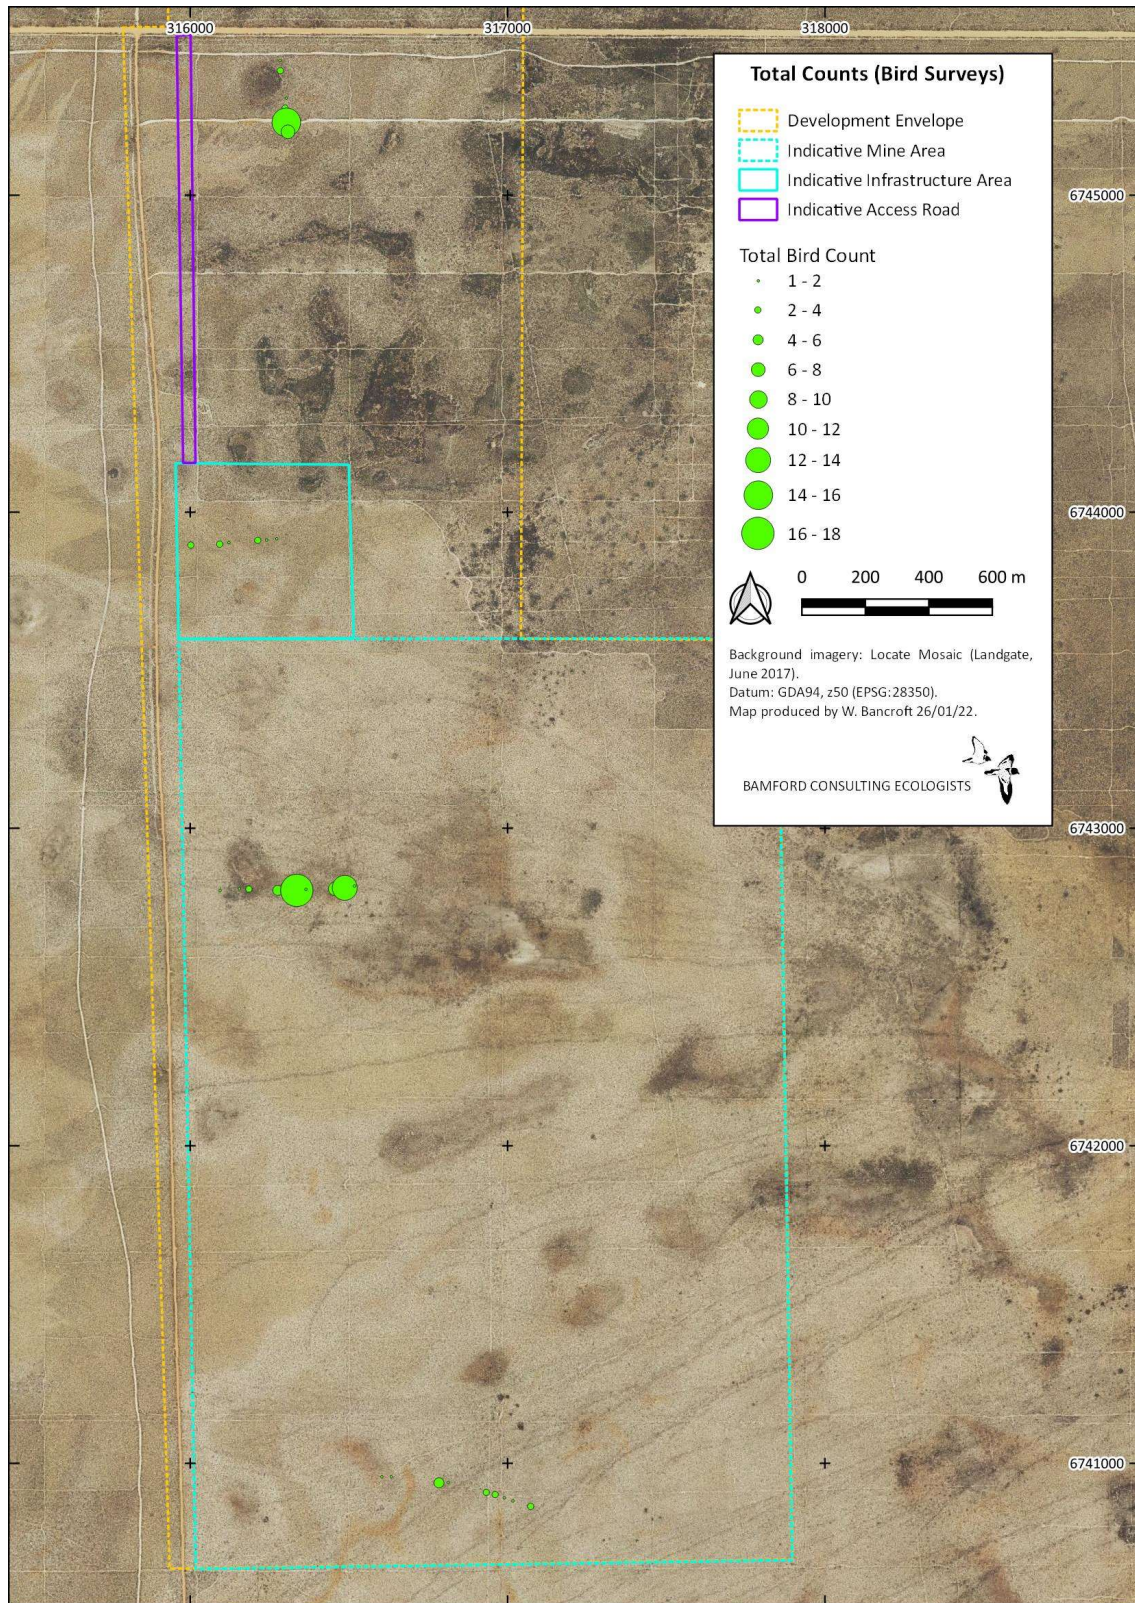 316000
317000
318000
Total Counts (Bird Surveys)
Development Envelope
Indicative Mine Area
Indicative Infrastructure Area
Indicative Access Road
Total Bird Count
1 - 2
2 - 4
4 - 6
6 - 8
8 - 10
10 - 12
12 - 14
14 - 16
16 - 18
0 200 400 600 m
Background imagery: Locate Mosaic (Landgate,
June 2017).
Datum: GDA94, z50 (EPSG:28350).
Map produced by W. Bancroft 26/01/22.
BAMFORD CONSULTING ECOLOGISTS
6745000
6744000
6743000
6742000
6741000